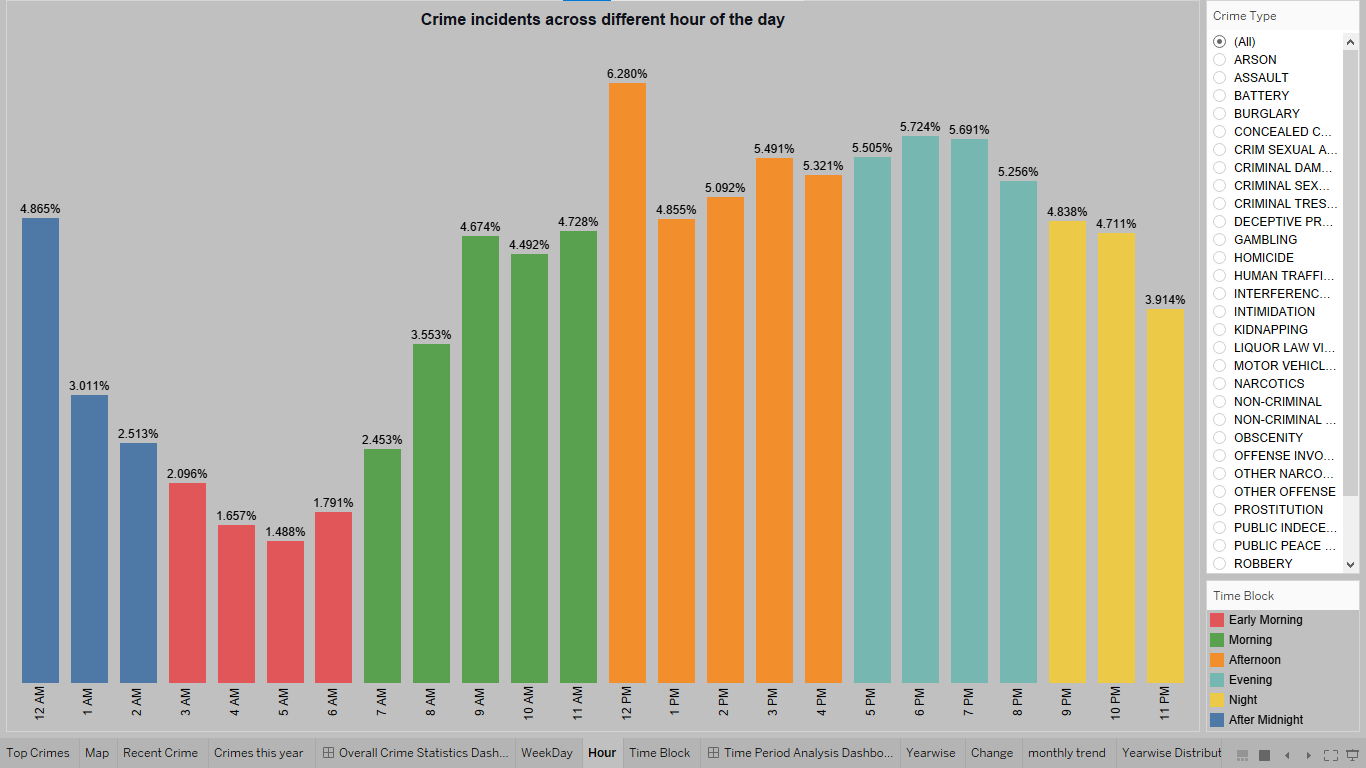 Crime incidents across different hour of the day
6.280%
5.724%
5.691%
5.505%
5.491%
5.321%
5.256%
5.092%
4.865%
4.855%
4.838%
4.728%
4.711%
4.674%
4.492%
3.914%
3.553%
3.011%
2.513%
2.453%
2.096%
1.791%
1.657%
1.488%
12 AM
1 AM
2 AM
3 AM
4 AM
5 AM
6 AM
7 AM
8 AM
9 AM
10 AM
11 AM
12 PM
1 PM
2 PM
3 PM
4 PM
5 PM
6 PM
7 PM
8 PM
9 PM
10 PM
11 PM
Crime Type
(All)
ARSON
ASSAULT
BATTERY
BURGLARY
CONCEALED C...
CRIM SEXUAL A...
CRIMINAL DAM...
CRIMINAL SEX...
CRIMINAL TRES...
DECEPTIVE PR...
GAMBLING
HOMICIDE
HUMAN TRAFFI...
INTERFERENC...
INTIMIDATION
KIDNAPPING
LIQUOR LAW VI...
MOTOR VEHICL...
NARCOTICS
NON-CRIMINAL
NON-CRIMINAL ...
OBSCENITY
OFFENSE INVO...
OTHER NARCO...
OTHER OFFENSE
PROSTITUTION
PUBLIC INDECE...
PUBLIC PEACE ...
ROBBERY
Time Block
Early Morning
Morning
Afternoon
Evening
Night
After Midnight
Top Crimes Map Recent Crime Crimes this year Overall Crime Statistics Dash... WeekDay Hour Time Block Time Period Analysis Dashbo... Yearwise Change monthly trend Yearwise Distribut